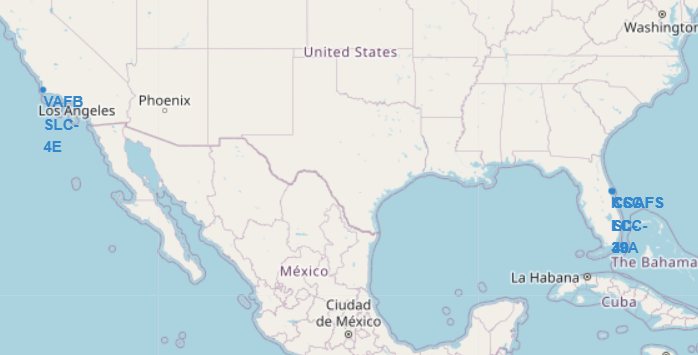 Washington
United States
VAFB
SLC-
4E
Los Angeles
Phoenix
The Bahama
La Habana
Cuba
México
Ciudad
de México